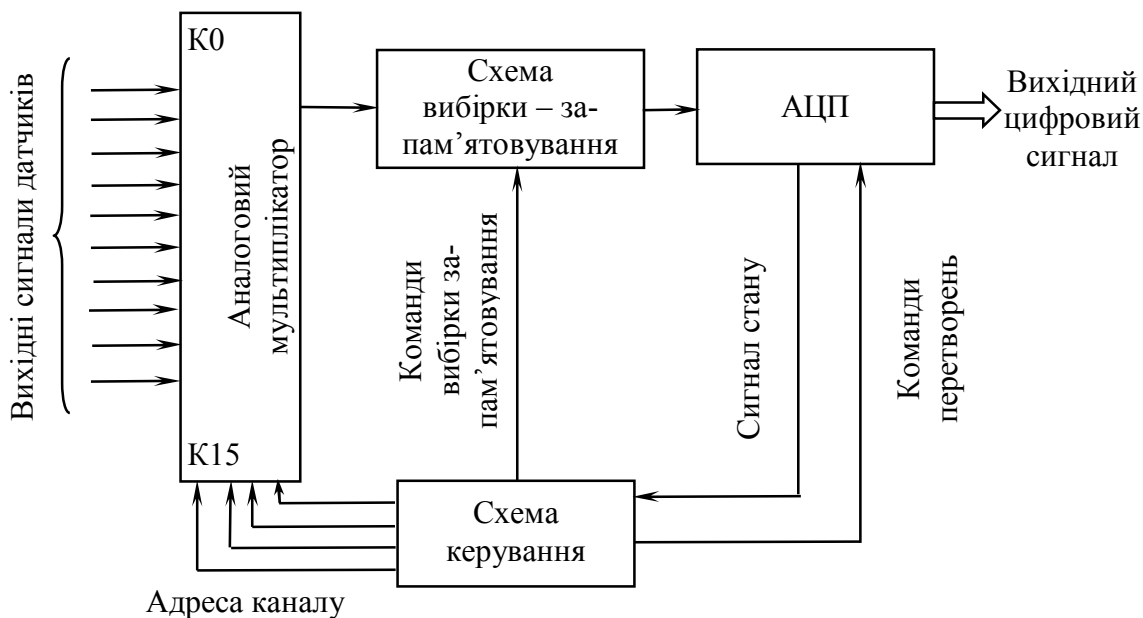 Вихідні сигнали датчиків
К0
Аналоговий
мультиплікатор
К15
Схема
вибірки – за-
пам’ятовування
АЦП
Вихідний
цифровий
сигнал
Команди
вибірки за-
пам’ятовування
Сигнал стану
Команди
перетворень
Схема
керування
Адреса каналу